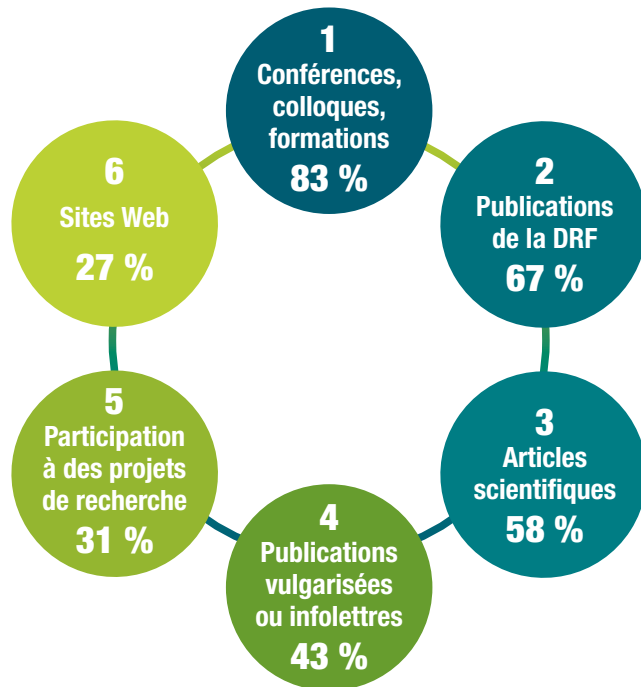 1
Conférences,
colloques,
formations
83 %
2
Publications
de la DRF
67 %
3
Articles
scientifiques
58 %
4
Publications
vulgarisées
ou infolettres
43 %
5
Participation
à des projets
de recherche
31 %
6
Sites Web
27 %